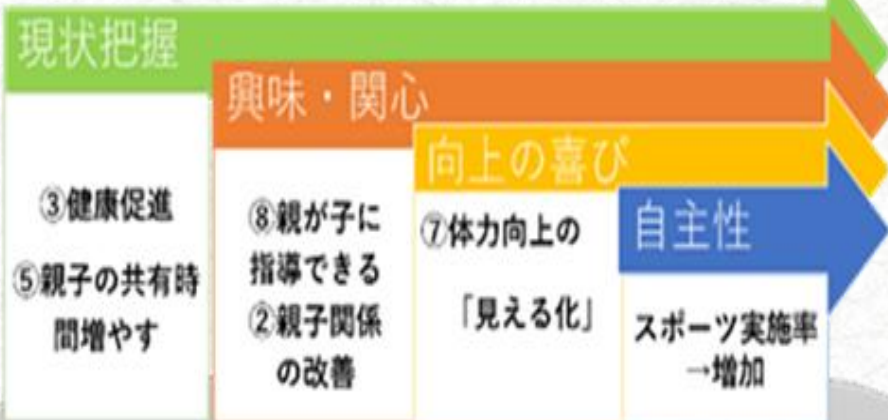 現状把握
③健康促進
⑤親子の共有時
間増やす
興味・関心
⑧親が子に
指導できる
②親子関係
の改善
向上の喜び
⑦体力向上の
「見える化」
自主性
スポーツ実施率
→増加